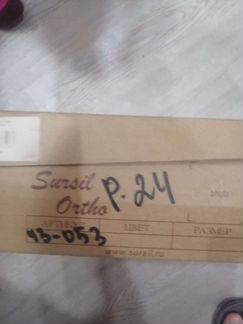 Sursil
Ortho
р. 24
АРТИКУЛ ЦВЕТ РАЗМЕР
43-053
www.sursil.ru